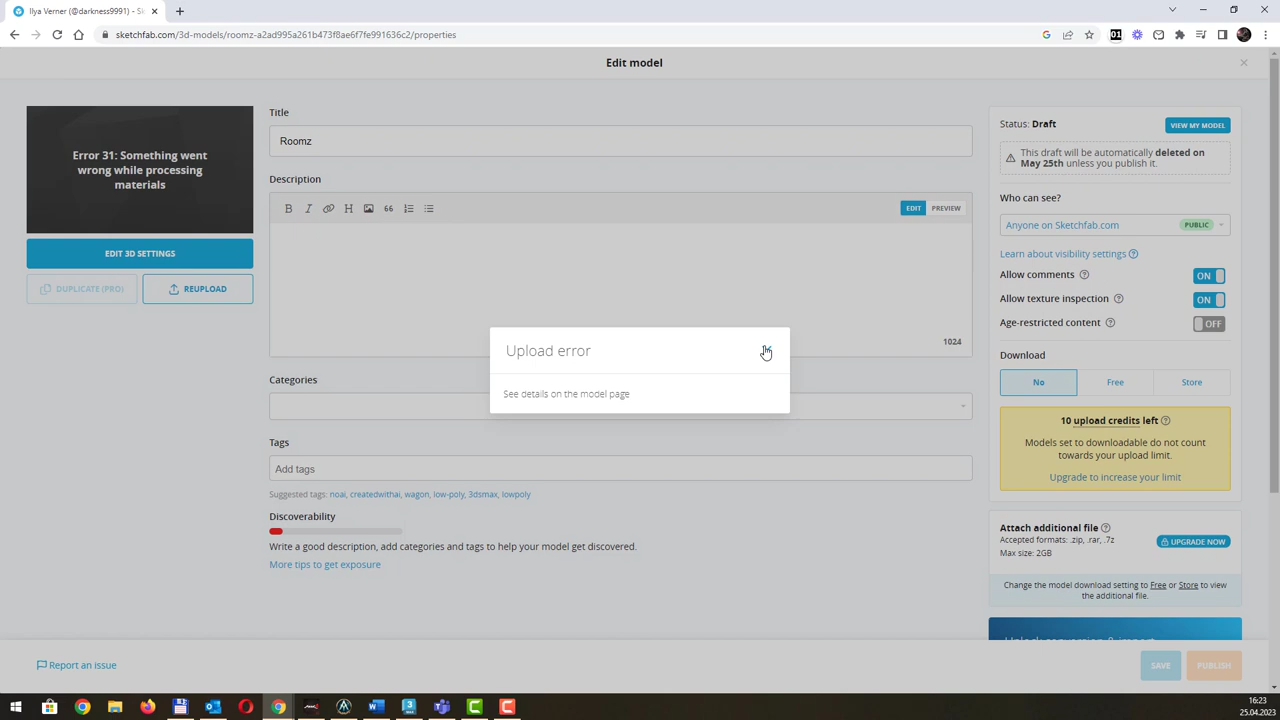 Ilya Verner (@darkness9991) - Sk
sketchfab.com/3d-models/roomz-a2ad995a261b473f8ae6f7fe991636c2/properties
Edit model
Error 31: Something went
wrong while processing
materials
EDIT 3D SETTINGS
DUPLICATE (PRO)
REUPLOAD
Title
Roomz
Description
B I H 66
EDIT PREVIEW
1024
Upload error
See details on the model page
Categories
Tags
Add tags
Suggested tags: noai, createdwithai, wagon, low-poly, 3dsmax, lowpoly
Discoverability
Write a good description, add categories and tags to help your model get discovered.
More tips to get exposure
Status: Draft
VIEW MY MODEL
This draft will be automatically deleted on
May 25th unless you publish it.
Who can see?
Anyone on Sketchfab.com PUBLIC
Learn about visibility settings
Allow comments ON
Allow texture inspection ON
Age-restricted content OFF
Download
No Free Store
10 upload credits left
Models set to downloadable do not count
towards your upload limit.
Upgrade to increase your limit
Attach additional file
Accepted formats: .zip, .rar, .7z
Max size: 2GB
UPGRADE NOW
Change the model download setting to Free or Store to view
the additional file.
Report an issue
SAVE
PUBLISH
16:23
25.04.2023